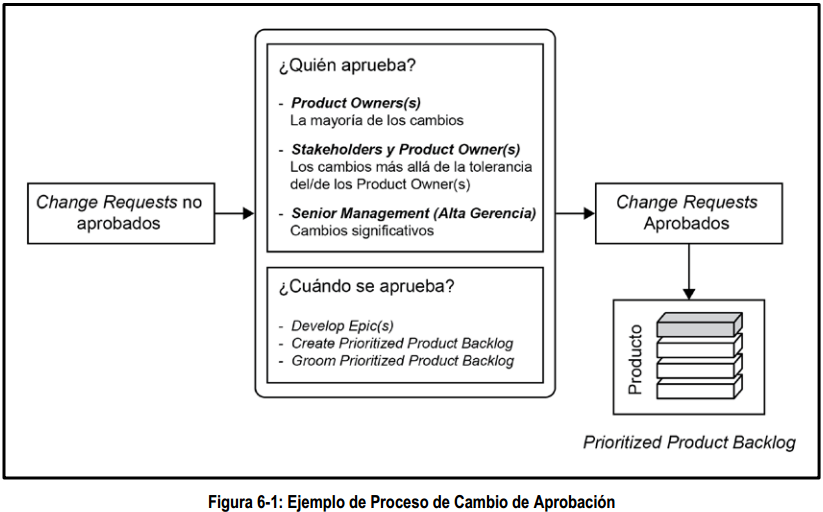 ¿Quién aprueba?
- Product Owners(s)
La mayoría de los cambios
- Stakeholders y Product Owner(s)
Los cambios más allá de la tolerancia
del/de los Product Owner(s)
- Senior Management (Alta Gerencia)
Cambios significativos
Change Requests no
aprobados
Change Requests
Aprobados
¿Cuándo se aprueba?
- Develop Epic(s)
- Create Prioritized Product Backlog
- Groom Prioritized Product Backlog
Producto
Prioritized Product Backlog
Figura 6-1: Ejemplo de Proceso de Cambio de Aprobación